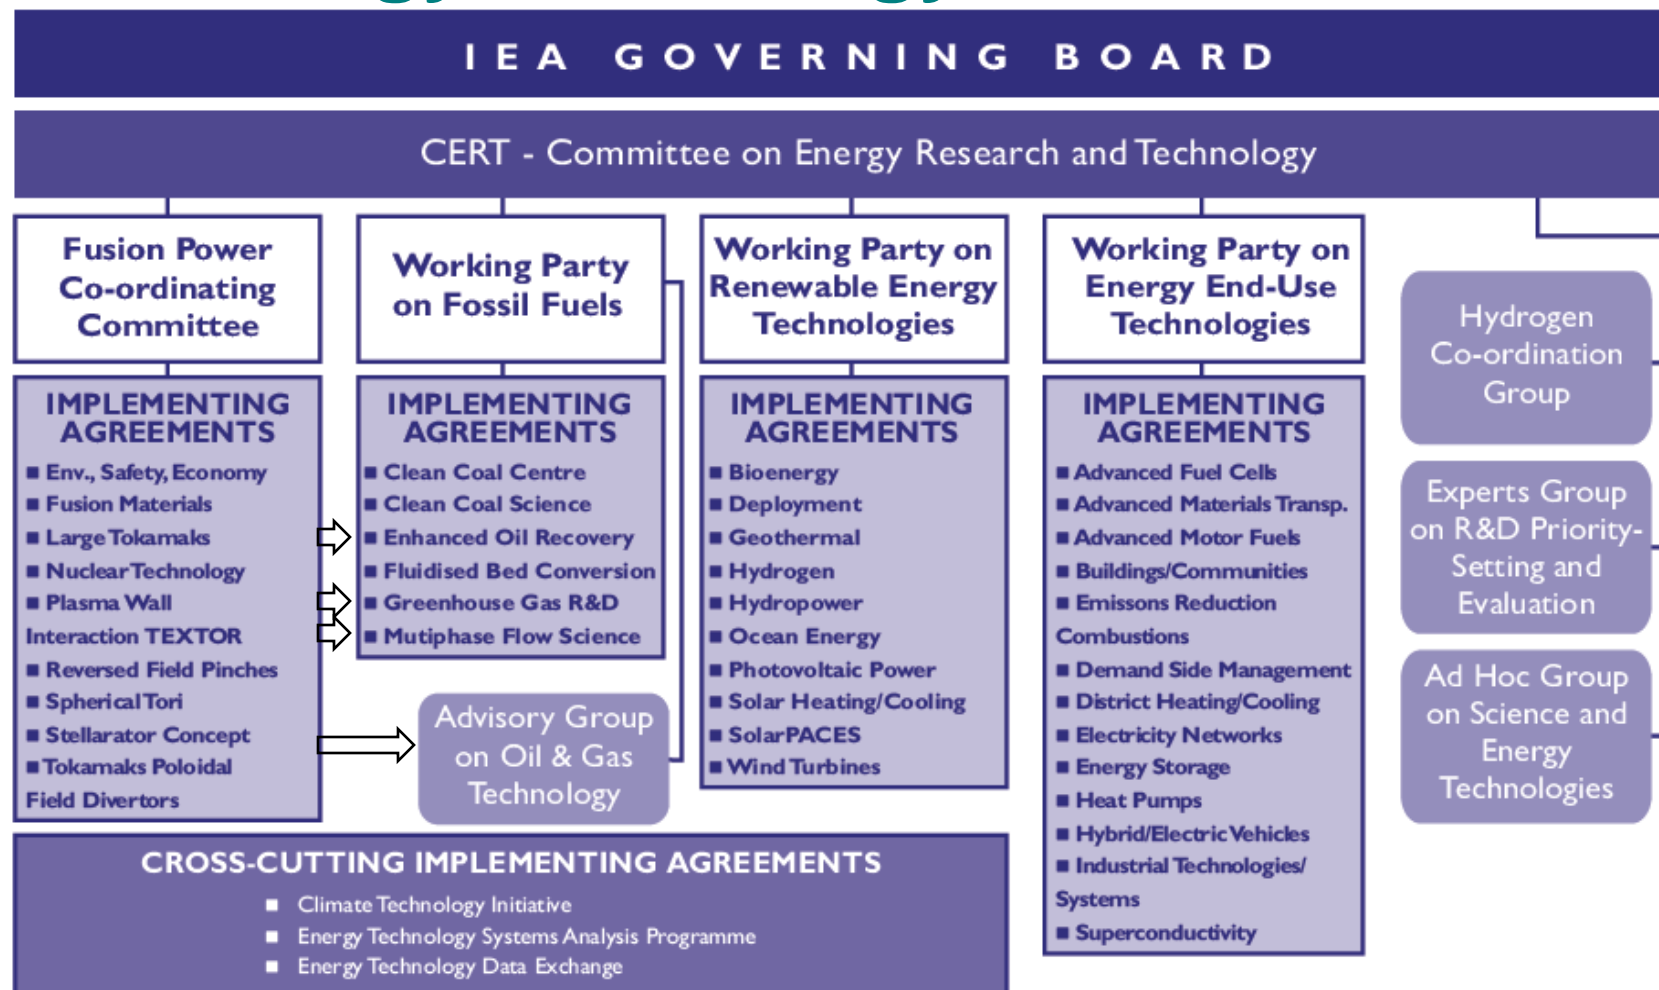 IEA GOVERNING BOARD
CERT - Committee on Energy Research and Technology
Fusion Power
Co-ordinating
Committee
IMPLEMENTING
AGREEMENTS
■ Env., Safety, Economy
■ Fusion Materials
■ Large Tokamaks
■ Nuclear Technology
■ Plasma Wall
Interaction TEXTOR
■ Reversed Field Pinches
■ Spherical Tori
■ Stellarator Concept
■ Tokamaks Poloidal
Field Divertors
Working Party
on Fossil Fuels
IMPLEMENTING
AGREEMENTS
■ Clean Coal Centre
■ Clean Coal Science
■ Enhanced Oil Recovery
■ Fluidised Bed Conversion
■ Greenhouse Gas R&D
■ Mutiphase Flow Science
Advisory Group
on Oil & Gas
Technology
Working Party on
Renewable Energy
Technologies
IMPLEMENTING
AGREEMENTS
■ Bioenergy
■ Deployment
■ Geothermal
■ Hydrogen
■ Hydropower
■ Ocean Energy
■ Photovoltaic Power
■ Solar Heating/Cooling
■ SolarPACES
■ Wind Turbines
Working Party on
Energy End-Use
Technologies
IMPLEMENTING
AGREEMENTS
■ Advanced Fuel Cells
■ Advanced Materials Transp.
■ Advanced Motor Fuels
■ Buildings/Communities
■ Emissons Reduction
Combustions
■ Demand Side Management
■ District Heating/Cooling
■ Electricity Networks
■ Energy Storage
■ Heat Pumps
■ Hybrid/Electric Vehicles
■ Industrial Technologies/
Systems
■ Superconductivity
Hydrogen
Co-ordination
Group
Experts Group
on R&D Priority-
Setting and
Evaluation
Ad Hoc Group
on Science and
Energy
Technologies
CROSS-CUTTING IMPLEMENTING AGREEMENTS
■ Climate Technology Initiative
■ Energy Technology Systems Analysis Programme
■ Energy Technology Data Exchange